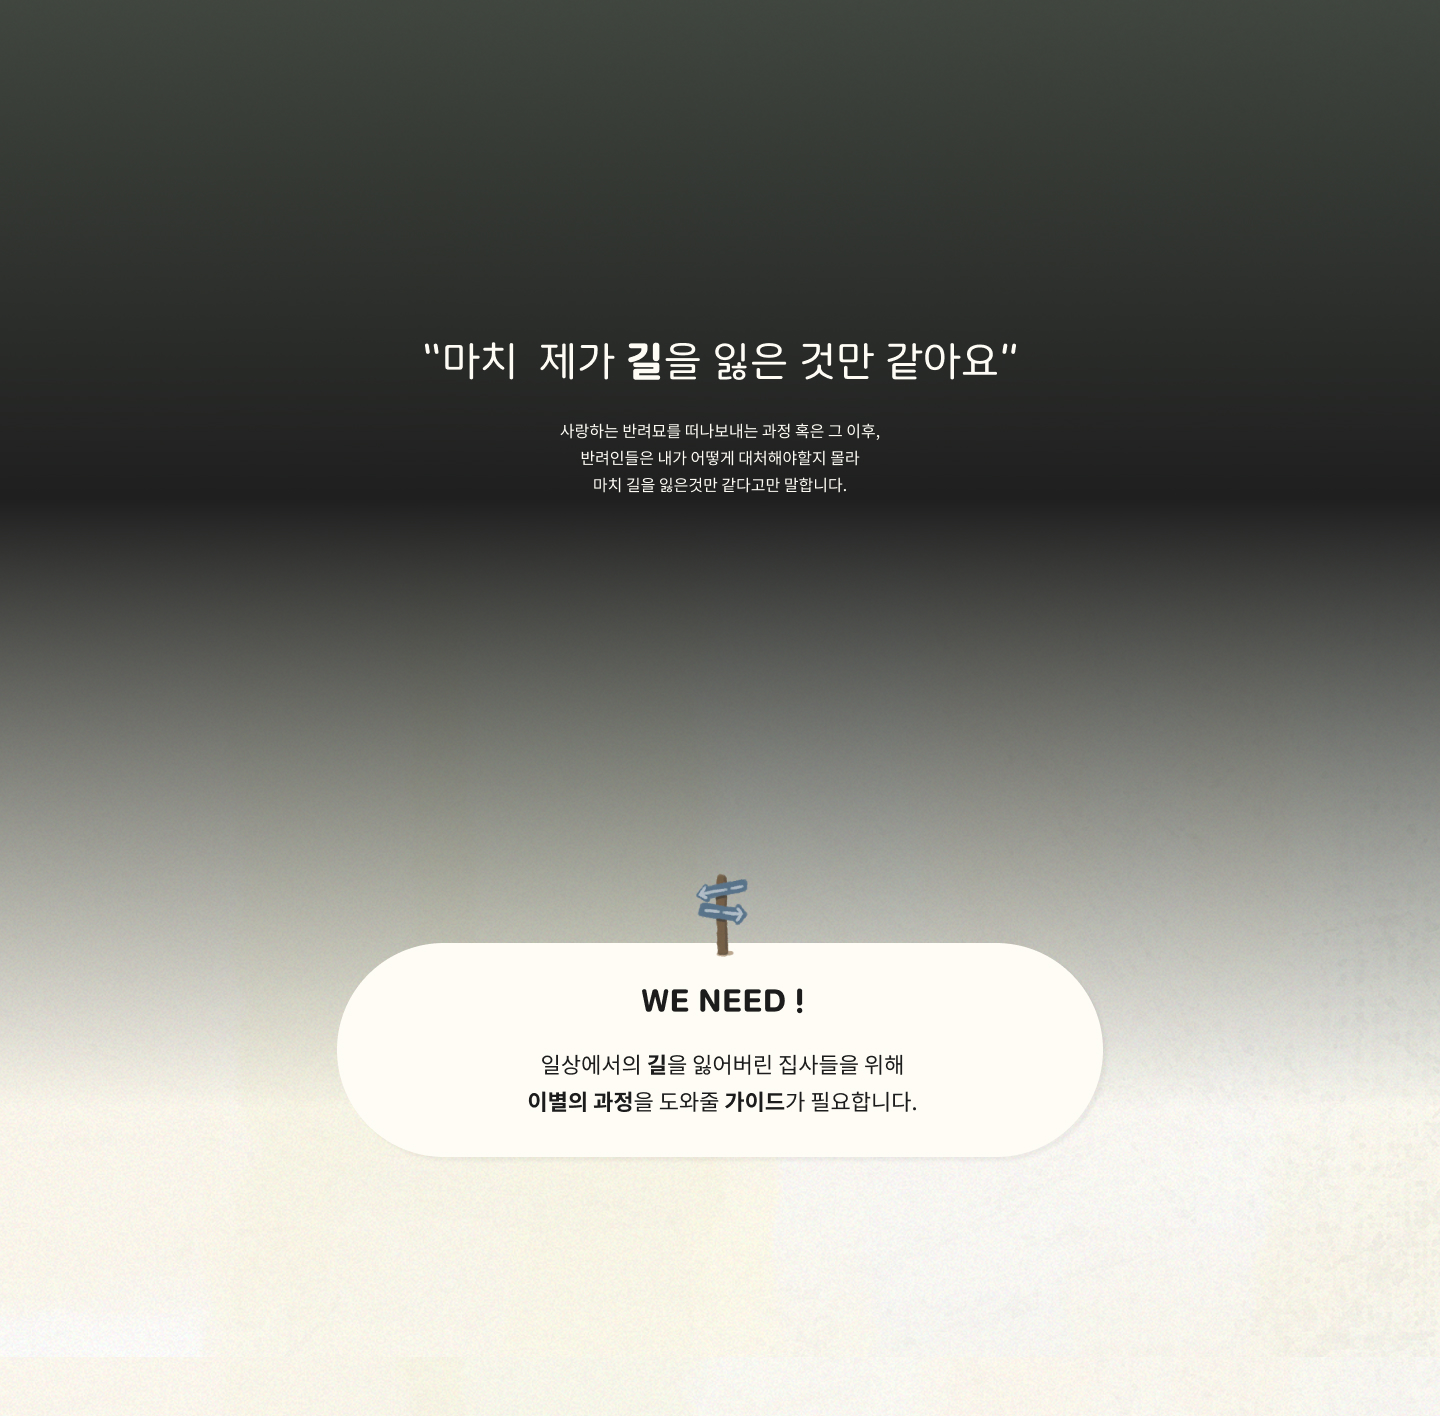 "마치 제가 길을 잃은 것만 같아요"
사랑하는 반려묘를 떠나보내는 과정 혹은 그 이후,
반려인들은 내가 어떻게 대처해야할지 몰라
마치 길을 잃은것만 같다고만 말합니다.
WE NEED !
일상에서의 길을 잃어버린 집사들을 위해
이별의 과정을 도와줄 가이드가 필요합니다.